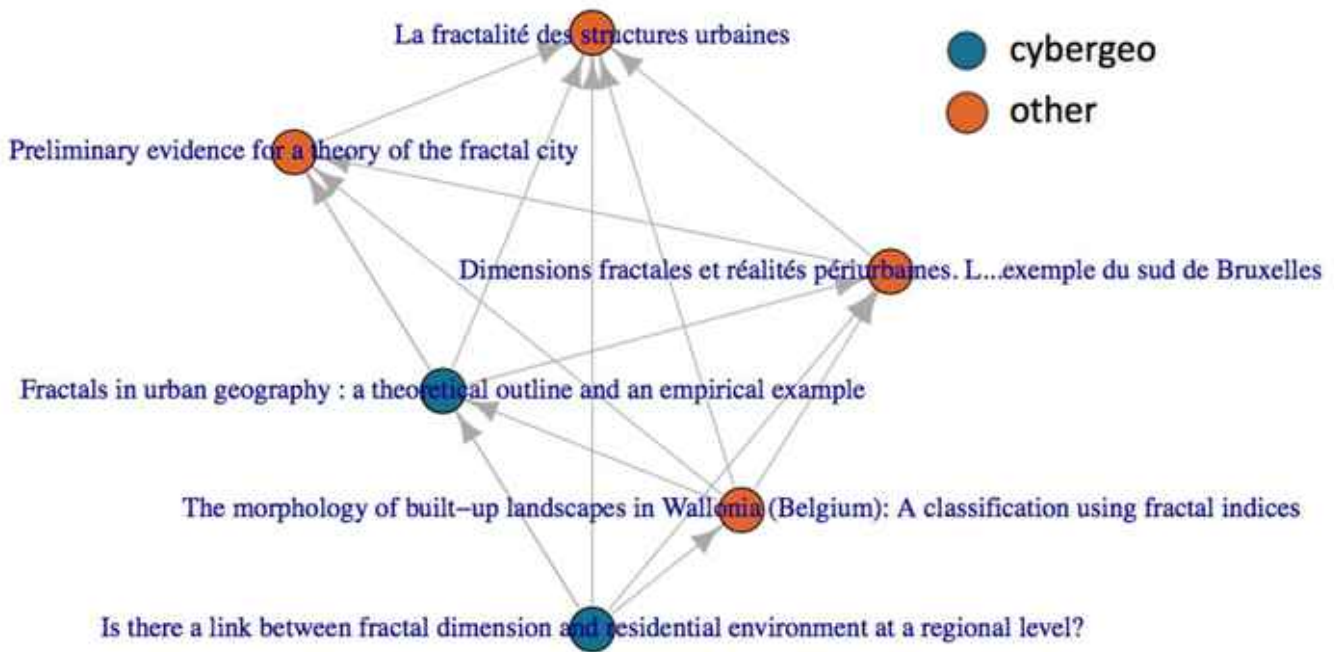 La fractalité des structures urbaines
cybergeo
other
Preliminary evidence for a theory of the fractal city
Dimensions fractales et réalités périurbaines. L...exemple du sud de Bruxelles
Fractals in urban geography : a theoretical outline and an empirical example
The morphology of built−up landscapes in Wallonia (Belgium): A classification using fractal indices
Is there a link between fractal dimension and residential environment at a regional level?